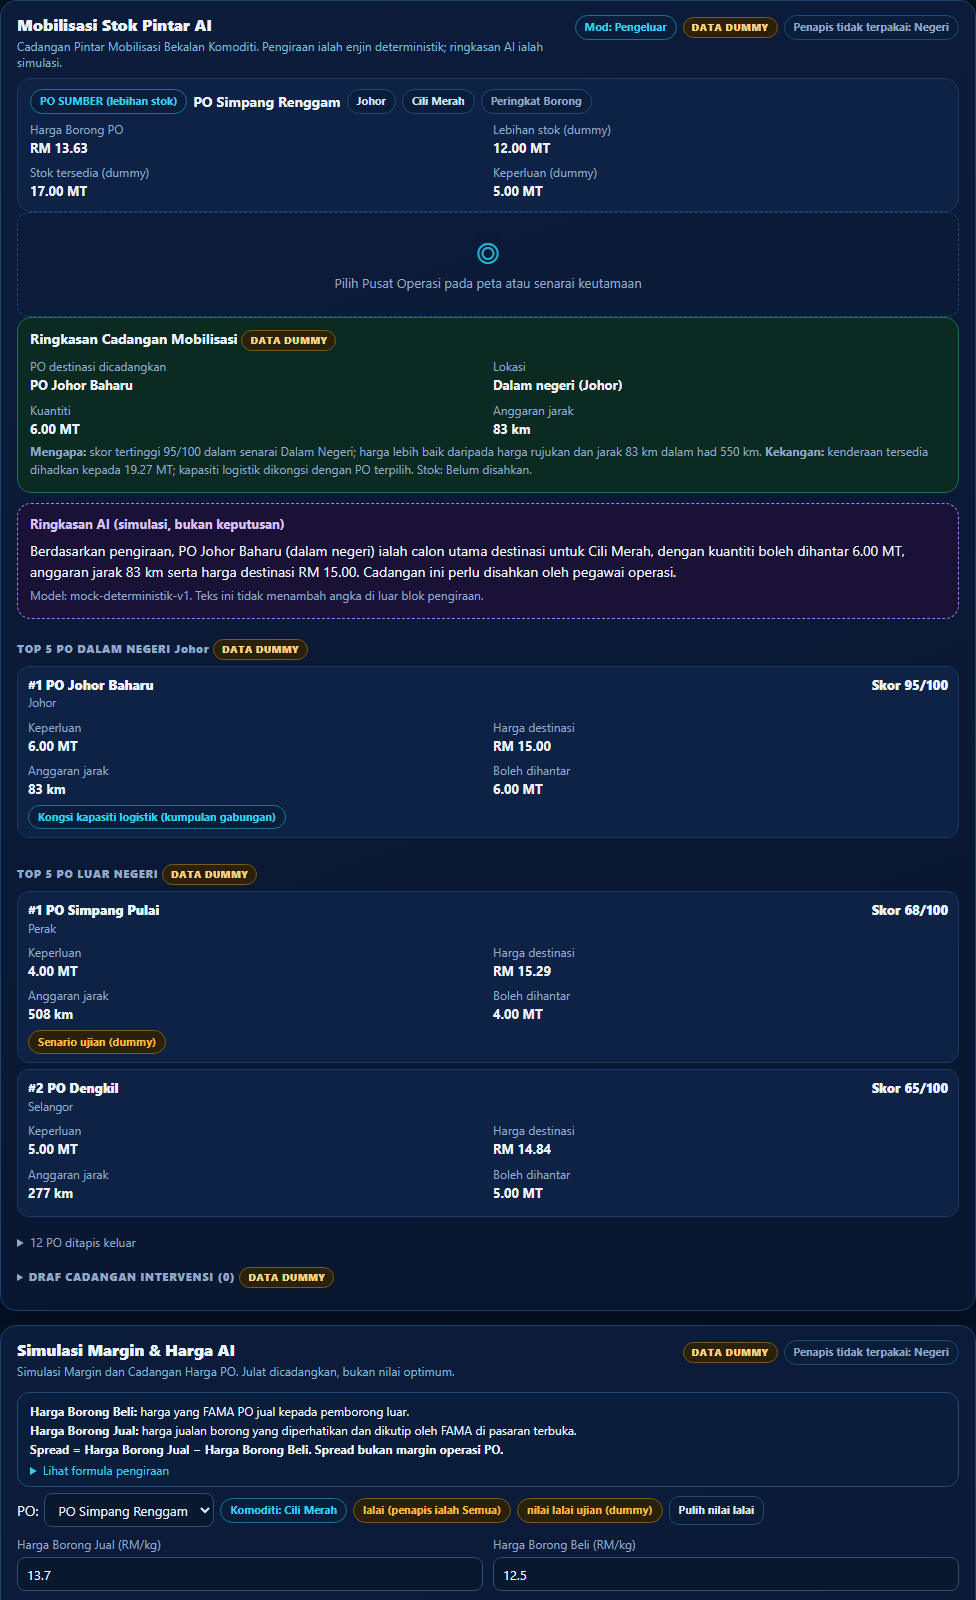 Mobilisasi Stok Pintar AI
Mod: Pengeluar
DATA DUMMY
Penapis tidak terpakai: Negeri
Cadangan Pintar Mobilisasi Bekalan Komoditi. Pengiraan ialah enjin deterministik; ringkasan AI ialah
simulasi.
PO SUMBER (lebihan stok)
PO Simpang Renggam
Johor
Cili Merah
Peringkat Borong
Harga Borong PO
RM 13.63
Lebihan stok (dummy)
12.00 MT
Stok tersedia (dummy)
17.00 MT
Keperluan (dummy)
5.00 MT
Pilih Pusat Operasi pada peta atau senarai keutamaan
Ringkasan Cadangan Mobilisasi
DATA DUMMY
PO destinasi dicadangkan
PO Johor Baharu
Lokasi
Dalam negeri (Johor)
Kuantiti
6.00 MT
Anggaran jarak
83 km
Mengapa: skor tertinggi 95/100 dalam senarai Dalam Negeri; harga lebih baik daripada harga rujukan dan jarak 83 km dalam had 550 km. Kekangan: kenderaan tersedia
dihadkan kepada 19.27 MT; kapasiti logistik dikongsi dengan PO terpilih. Stok: Belum disahkan.
Ringkasan AI (simulasi, bukan keputusan)
Berdasarkan pengiraan, PO Johor Baharu (dalam negeri) ialah calon utama destinasi untuk Cili Merah, dengan kuantiti boleh dihantar 6.00 MT,
anggaran jarak 83 km serta harga destinasi RM 15.00. Cadangan ini perlu disahkan oleh pegawai operasi.
Model: mock-deterministik-v1. Teks ini tidak menambah angka di luar blok pengiraan.
TOP 5 PO DALAM NEGERI Johor
DATA DUMMY
#1 PO Johor Baharu
Skor 95/100
Johor
Keperluan
6.00 MT
Harga destinasi
RM 15.00
Anggaran jarak
83 km
Boleh dihantar
6.00 MT
Kongsi kapasiti logistik (kumpulan gabungan)
TOP 5 PO LUAR NEGERI
DATA DUMMY
#1 PO Simpang Pulai
Skor 68/100
Perak
Keperluan
4.00 MT
Harga destinasi
RM 15.29
Anggaran jarak
508 km
Boleh dihantar
4.00 MT
Senario ujian (dummy)
#2 PO Dengkil
Skor 65/100
Selangor
Keperluan
5.00 MT
Harga destinasi
RM 14.84
Anggaran jarak
277 km
Boleh dihantar
5.00 MT
12 PO ditapis keluar
DRAF CADANGAN INTERVENSI (0)
DATA DUMMY
Simulasi Margin & Harga AI
DATA DUMMY
Penapis tidak terpakai: Negeri
Simulasi Margin dan Cadangan Harga PO. Julat dicadangkan, bukan nilai optimum.
Harga Borong Beli: harga yang FAMA PO jual kepada pemborong luar.
Harga Borong Jual: harga jualan borong yang diperhatikan dan dikutip oleh FAMA di pasaran terbuka.
Spread = Harga Borong Jual − Harga Borong Beli. Spread bukan margin operasi PO.
Lihat formula pengiraan
PO:
PO Simpang Renggam
Komoditi: Cili Merah
lalai (penapis ialah Semua)
nilai lalai ujian (dummy)
Pulih nilai lalai
Harga Borong Jual (RM/kg)
13.7
Harga Borong Beli (RM/kg)
12.5